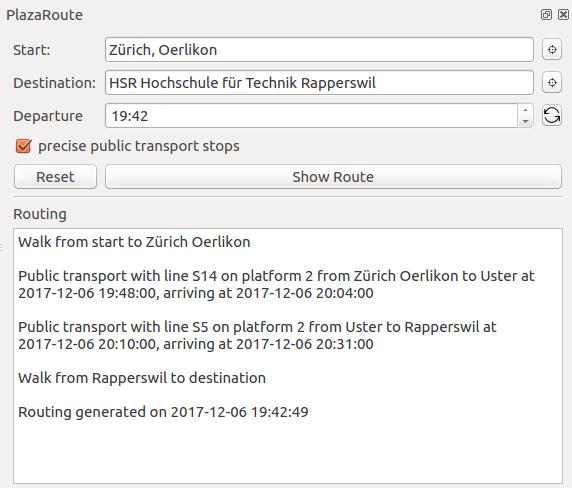 PlazaRoute
Start: Zürich, Oerlikon
Destination: HSR Hochschule für Technik Rapperswil
Departure 19:42
precise public transport stops
Reset Show Route
Routing
Walk from start to Zürich Oerlikon
Public transport with line S14 on platform 2 from Zürich Oerlikon to Uster at
2017-12-06 19:48:00, arriving at 2017-12-06 20:04:00
Public transport with line S5 on platform 2 from Uster to Rapperswil at
2017-12-06 20:10:00, arriving at 2017-12-06 20:31:00
Walk from Rapperswil to destination
Routing generated on 2017-12-06 19:42:49